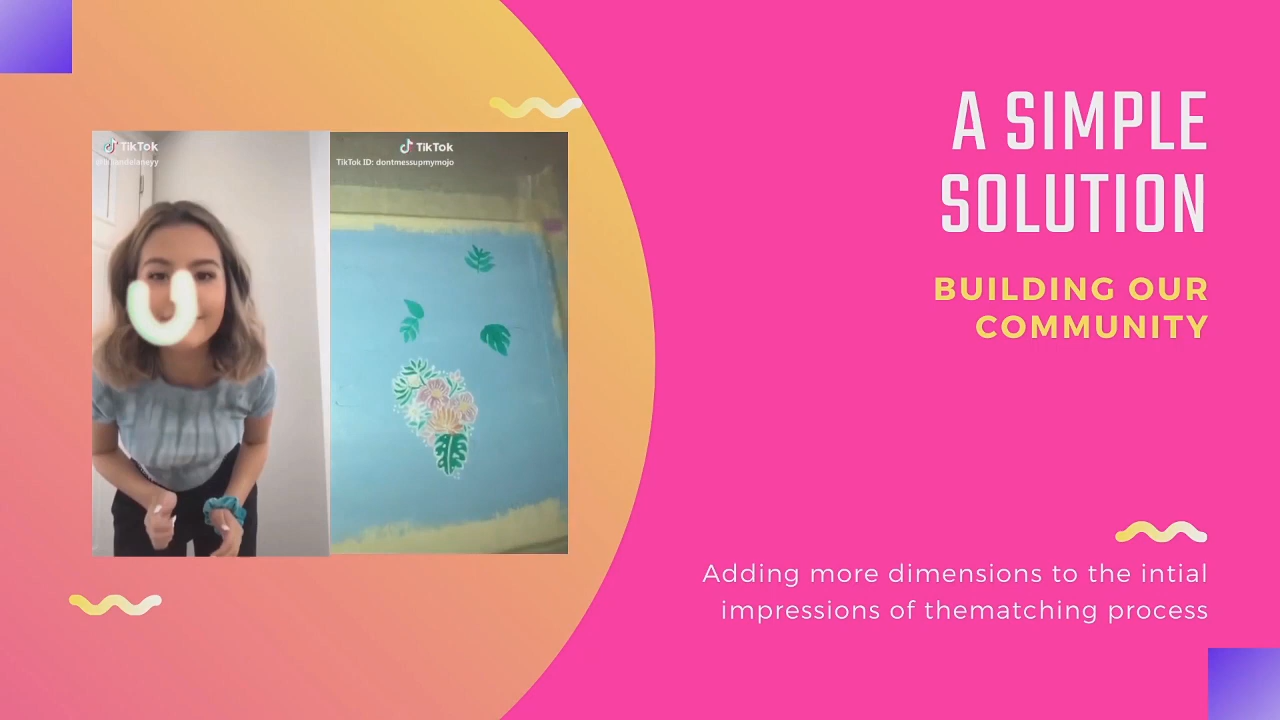 A SIMPLE
SOLUTION
BUILDING OUR
COMMUNITY
TikTok
TikTok
TikTok ID: dontmessupmymojo
U
Adding more dimensions to the intial
impressions of thematching process